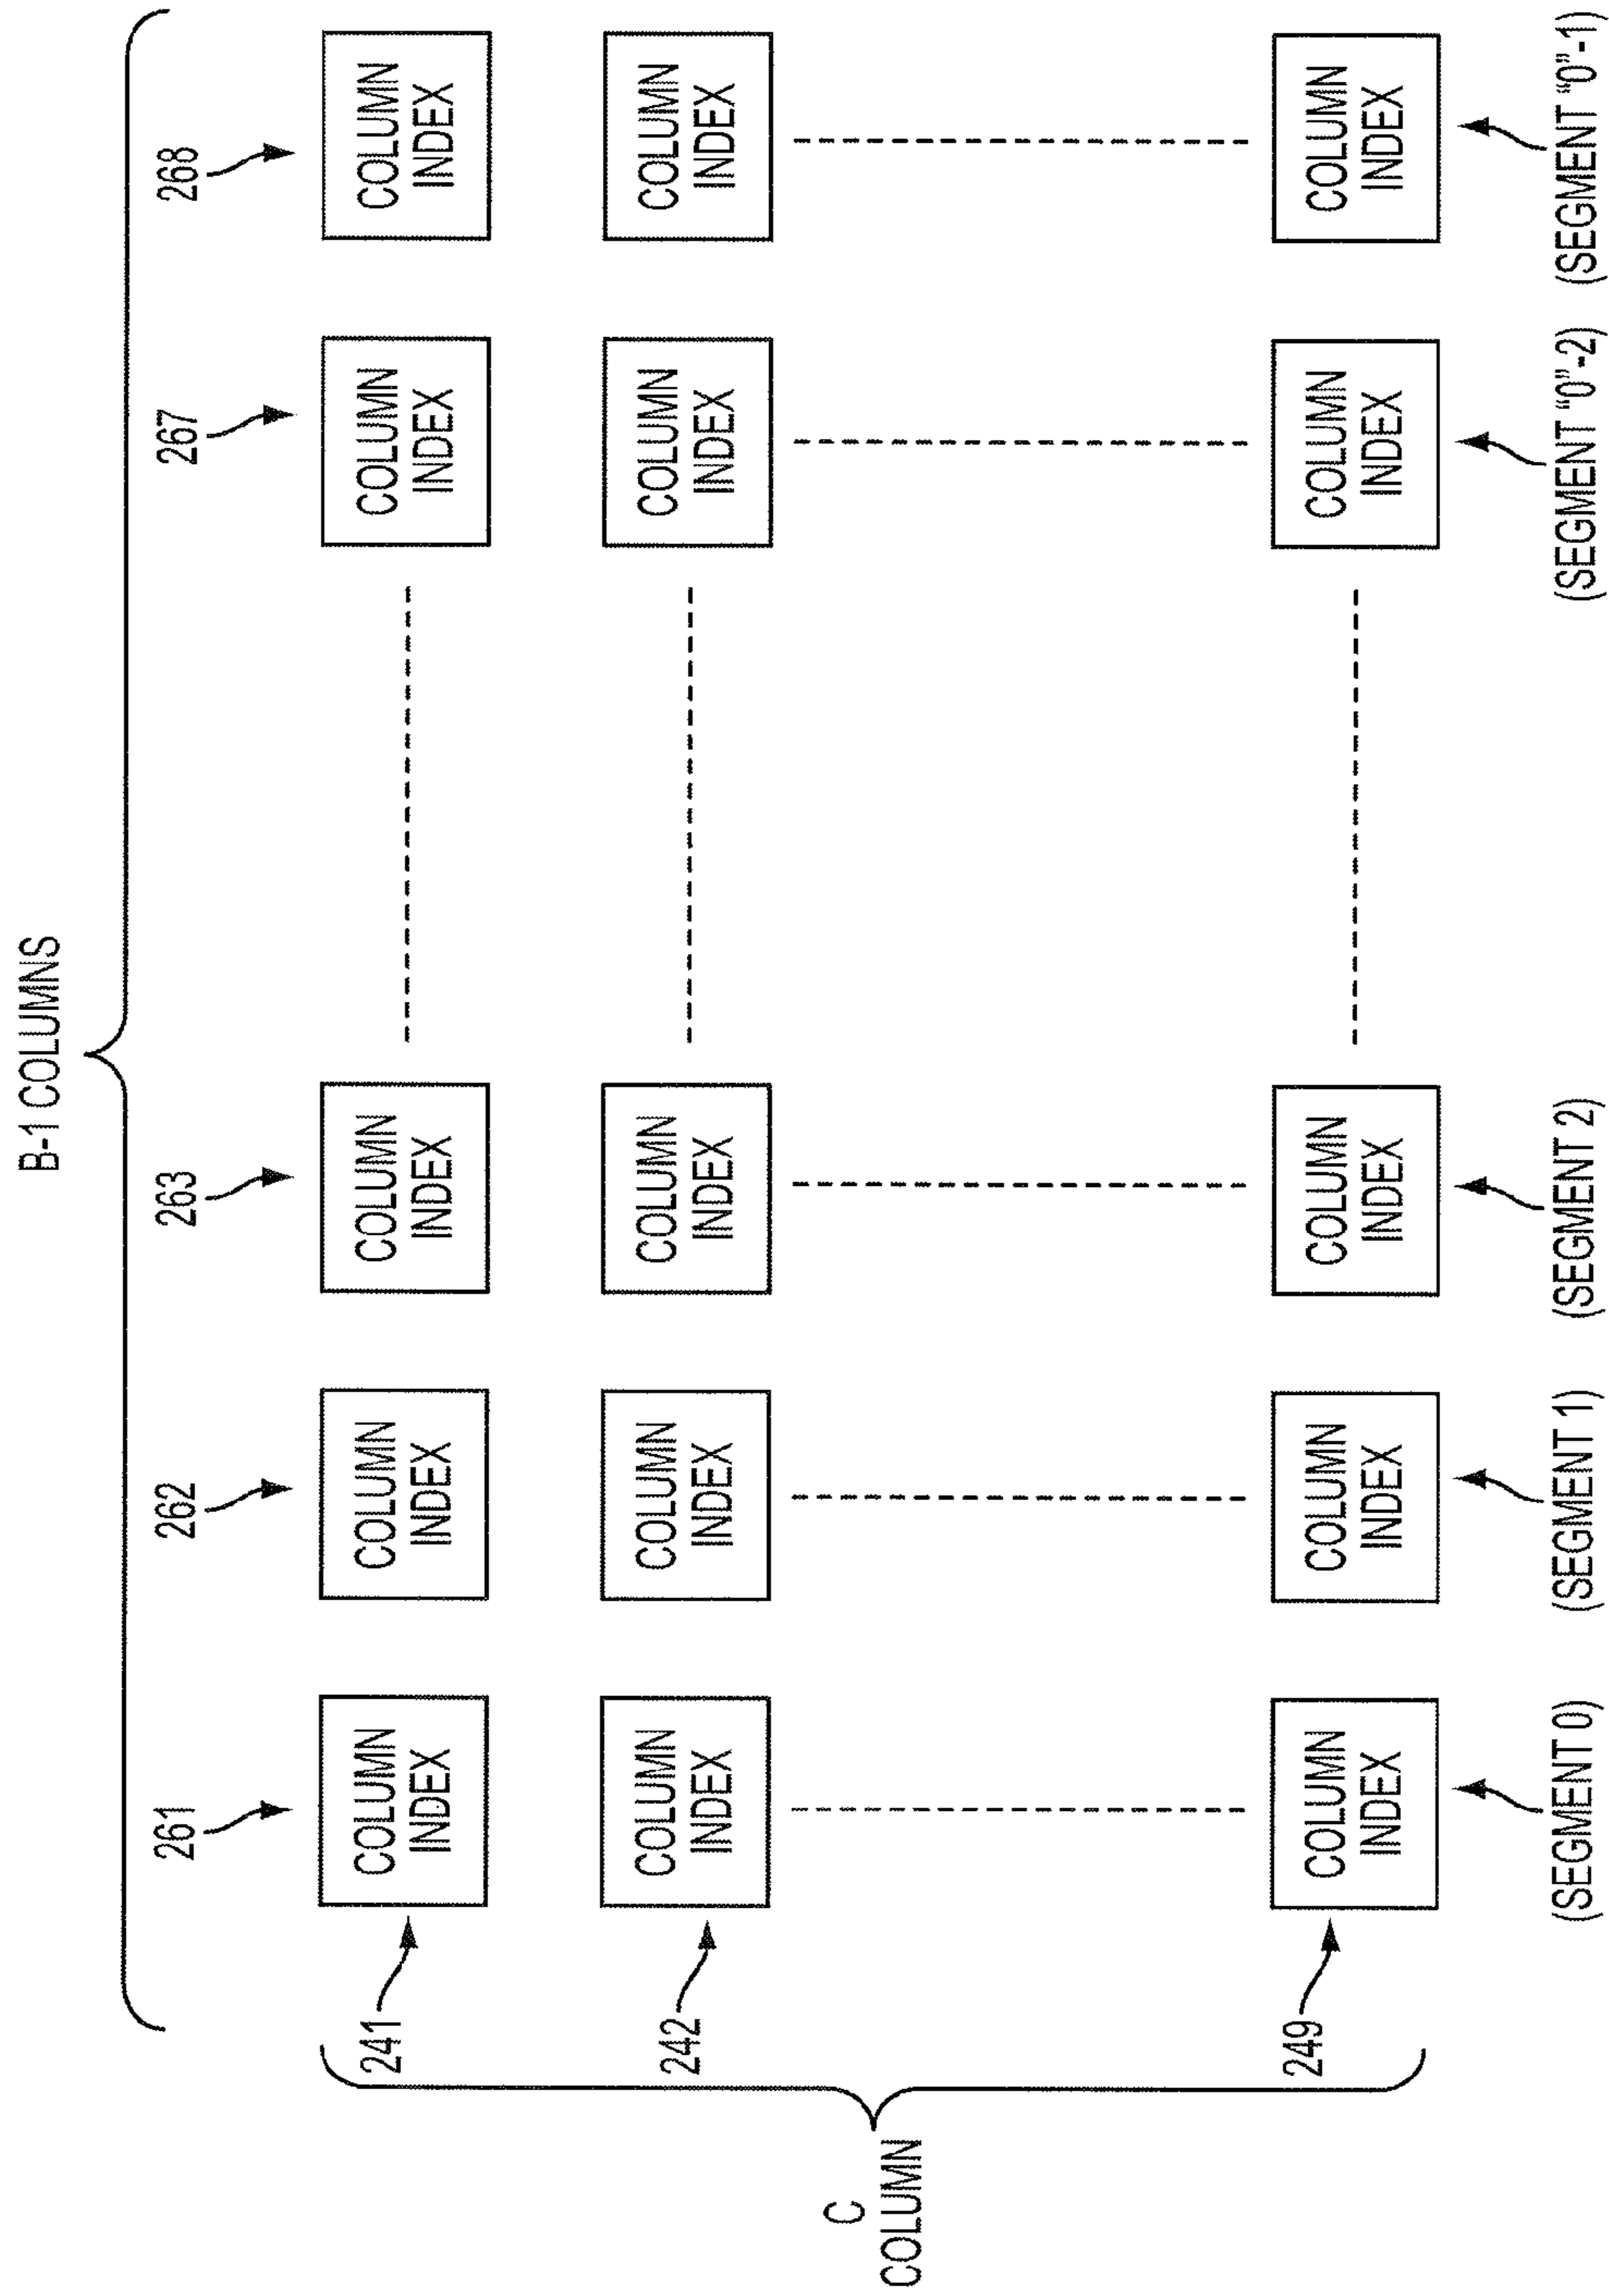 B-1 COLUMNS
261
262
263
267
268
C
COLUMN
241
COLUMN
INDEX
COLUMN
INDEX
COLUMN
INDEX
COLUMN
INDEX
COLUMN
INDEX
242
COLUMN
INDEX
COLUMN
INDEX
COLUMN
INDEX
COLUMN
INDEX
COLUMN
INDEX
249
COLUMN
INDEX
COLUMN
INDEX
COLUMN
INDEX
COLUMN
INDEX
COLUMN
INDEX
(SEGMENT 0)
(SEGMENT 1)
(SEGMENT 2)
(SEGMENT “0”-2)
(SEGMENT “0”-1)